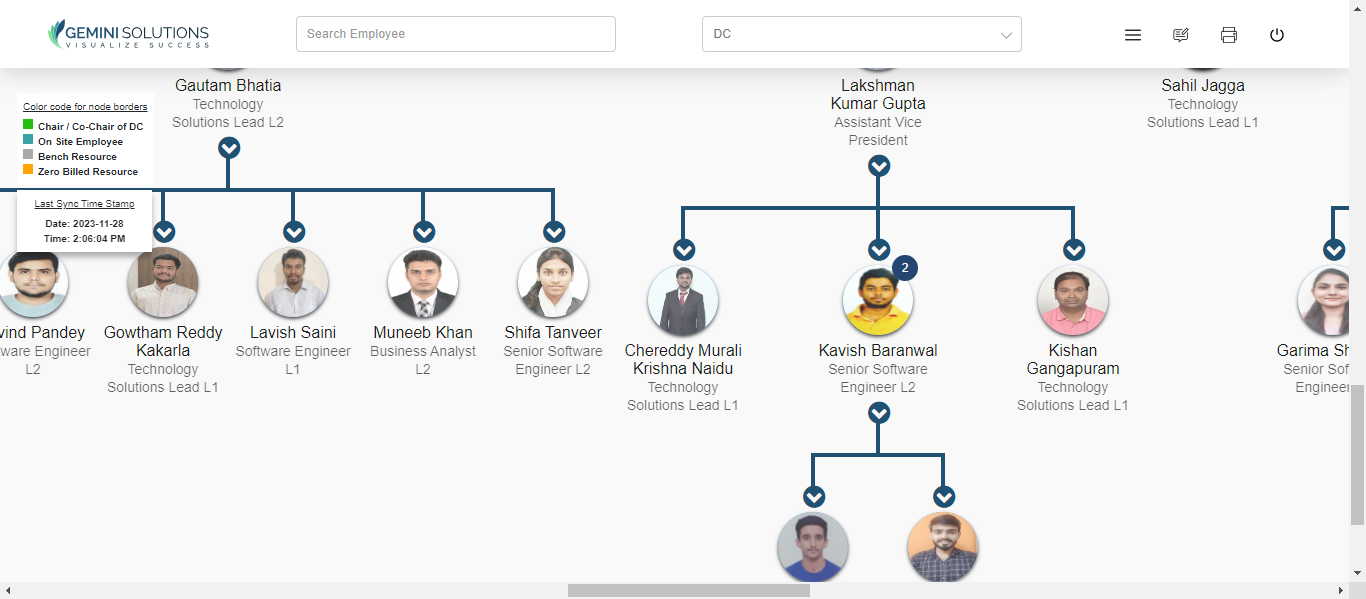 GEMINI SOLUTIONS
VISUALIZE SUCCESS
Search Employee
DC
Gautam Bhatia
Technology
Solutions Lead L2
Lakshman
Kumar Gupta
Assistant Vice
President
Sahil Jagga
Technology
Solutions Lead L1
Color code for node borders
Chair / Co-Chair of DC
On Site Employee
Bench Resource
Zero Billed Resource
Last Sync Time Stamp
Date: 2023-11-28
Time: 2:06:04 PM
vind Pandey
ware Engineer
L2
Gowtham Reddy
Kakarla
Technology
Solutions Lead L1
Lavish Saini
Software Engineer
L1
Muneeb Khan
Business Analyst
L2
Shifa Tanveer
Senior Software
Engineer L2
Chereddy Murali
Krishna Naidu
Technology
Solutions Lead L1
2
Kavish Baranwal
Senior Software
Engineer L2
Kishan
Gangapuram
Technology
Solutions Lead L1
Garima Sh
Senior Sof
Engineer